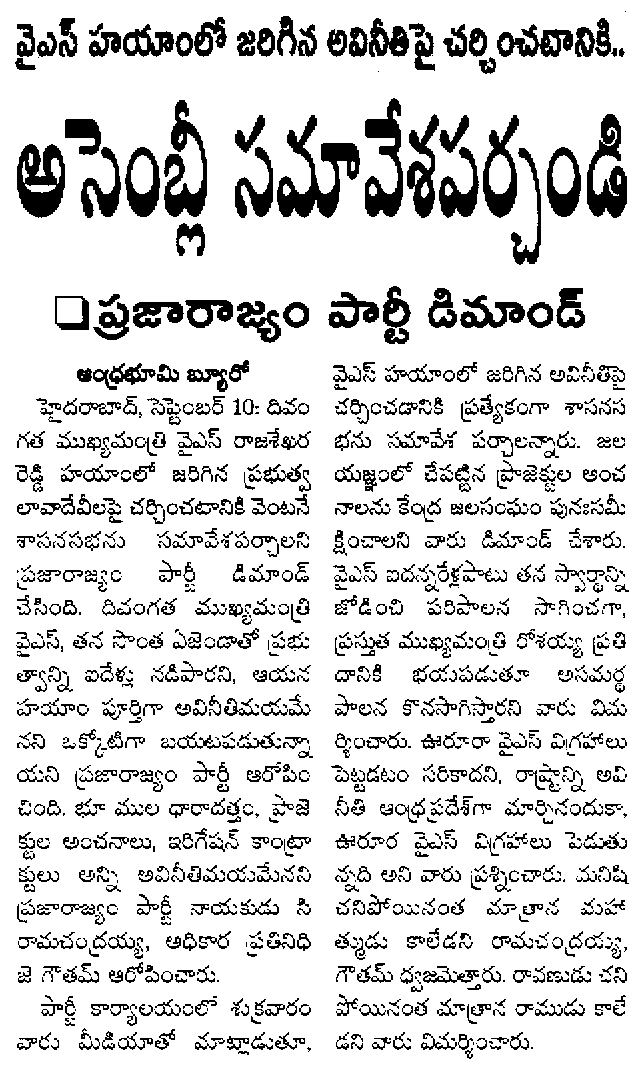 వైఎస్ హయాంలో జరిగిన అవినీతిపై చర్చించటానికి..
అసెంబ్లీ సమావేశపర్చండి
❏ప్రజారాజ్యం పార్టీ డిమాండ్
ఆంధ్రభూమి బ్యూరో
హైదరాబాద్, సెప్టెంబర్ 10: దివం
గత ముఖ్యమంత్రి వైఎస్ రాజశేఖర
రెడ్డి హయాంలో జరిగిన ప్రభుత్వ
లావాదేవీలపై చర్చించటానికి వెంటనే
శాసనసభను సమావేశపర్చాలని
ప్రజారాజ్యం పార్టీ డిమాండ్
చేసింది. దివంగత ముఖ్యమంత్రి
వైఎస్, తన సొంత ఏజెండాతో ప్రభు
త్వాన్ని ఐదేళ్లు నడిపారని, ఆయన
హయాం పూర్తిగా అవినీతిమయమే
నని ఒక్కోటిగా బయటపడుతున్నా
యని ప్రజారాజ్యం పార్టీ ఆరోపిం
చింది. భూ ముల ధారాదత్తం, ప్రాజె
క్టుల అంచనాలు, ఇరిగేషన్ కాంట్రా
క్టులు అన్ని అవినీతిమయమేనని
ప్రజారాజ్యం పార్టీ నాయకుడు సి
రామచంద్రయ్య, అధికార ప్రతినిధి
జె గౌతమ్ ఆరోపించారు.
పార్టీ కార్యాలయంలో శుక్రవారం
వారు మీడియాతో మాట్లాడుతూ,
వైఎస్ హయాంలో జరిగిన అవినీతిపై
చర్చించడానికి ప్రత్యేకంగా శాసనస
భను సమావేశ పర్చాలన్నారు. జల
యజ్ఞంలో చేపట్టిన ప్రాజెక్టుల అంచ
నాలను కేంద్ర జలసంఘం పునఃసమీ
క్షించాలని వారు డిమాండ్ చేశారు.
వైఎస్ ఐదన్నరేళ్లపాటు తన స్వార్థాన్ని
జోడించి పరిపాలన సాగించగా,
ప్రస్తుత ముఖ్యమంత్రి రోశయ్య ప్రతి
దానికి భయపడుతూ అసమర్థ
పాలన కొనసాగిస్తారని వారు విమ
ర్శించారు. ఊరూరా వైఎస్ విగ్రహాలు
పెట్టడటం సరికాదని, రాష్ట్రాన్ని అవి
నీతి ఆంధ్రప్రదేశ్‌గా మార్చినందుకా,
ఊరూర వైఎస్ విగ్రహాలు పెడుతు
న్నది అని వారు ప్రశ్నించారు. మనిషి
చనిపోయినంత మాత్రాన మహా
త్ముడు కాలేడని రామచంద్రయ్య,
గౌతమ్ ధ్వజమెత్తారు. రావణుడు చని
పోయినంత మాత్రాన రాముడు కాలే
డని వారు విమర్శించారు.